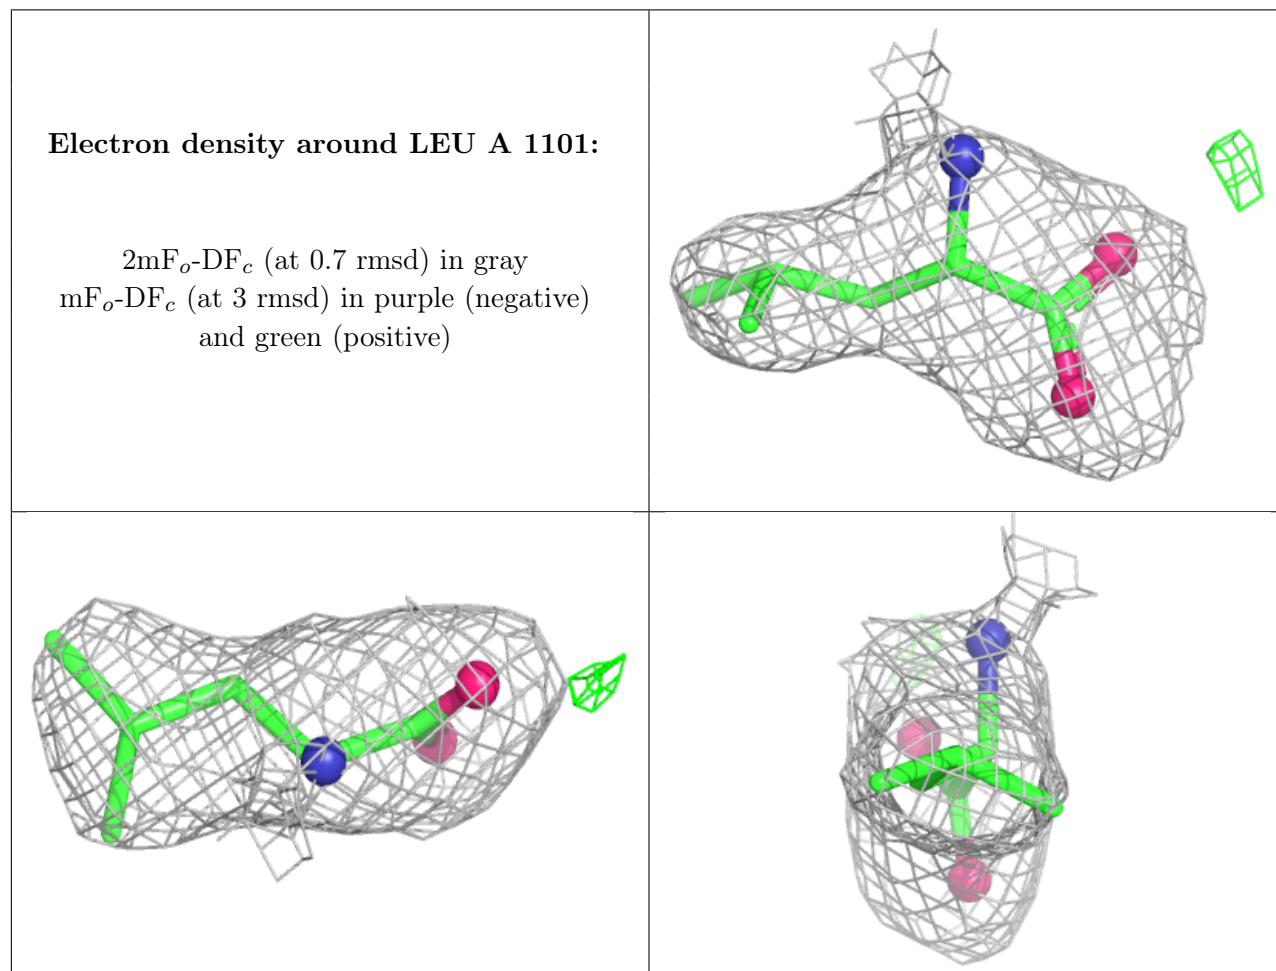 Electron density around LEU A 1101:
2mFo-DFc (at 0.7 rmsd) in gray
mFo-DFc (at 3 rmsd) in purple (negative)
and green (positive)